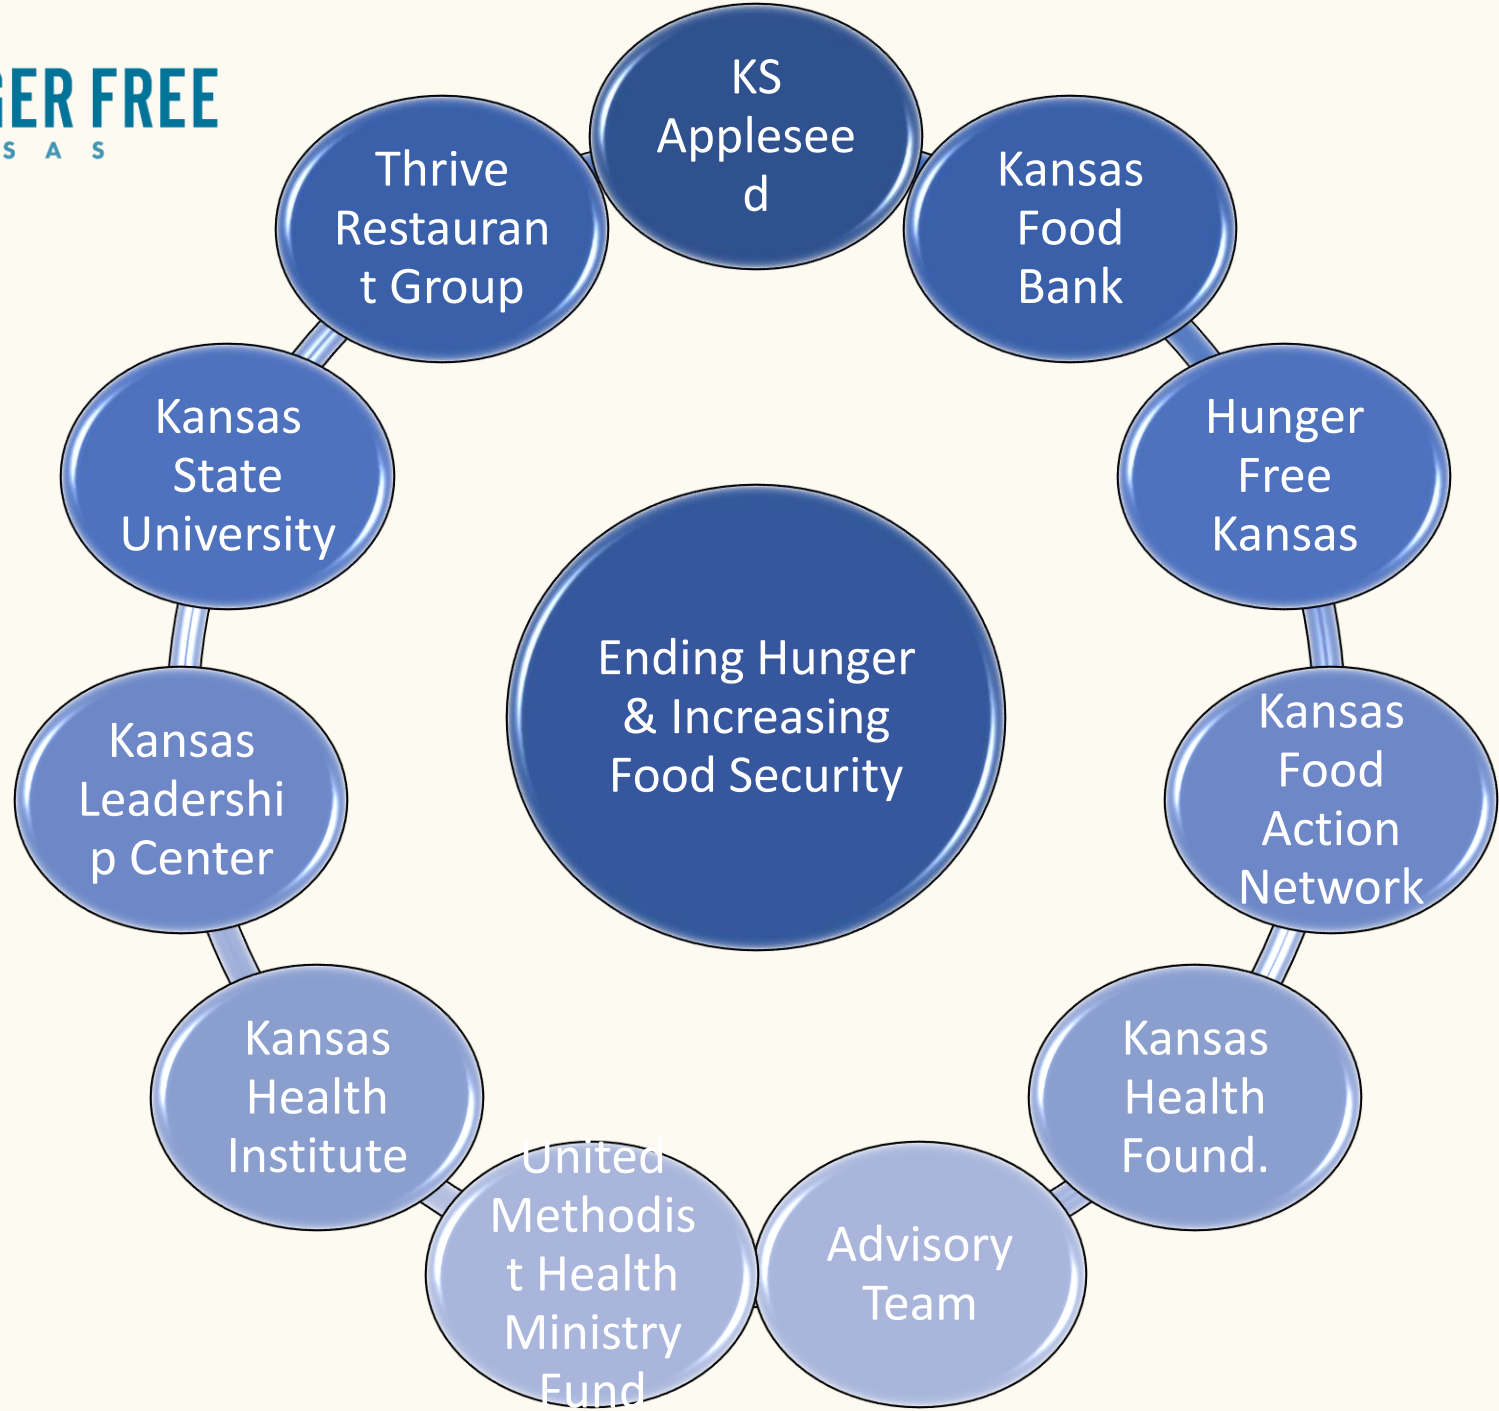 GER FREE
S A S
KS
Applesee
d
Kansas
Food
Bank
Hunger
Free
Kansas
Kansas
Food
Action
Network
Kansas
Health
Found.
Advisory
Team
United
Methodis
t Health
Ministry
Fund
Kansas
Health
Institute
Kansas
Leadershi
p Center
Kansas
State
University
Thrive
Restauran
t Group
Ending Hunger
& Increasing
Food Security